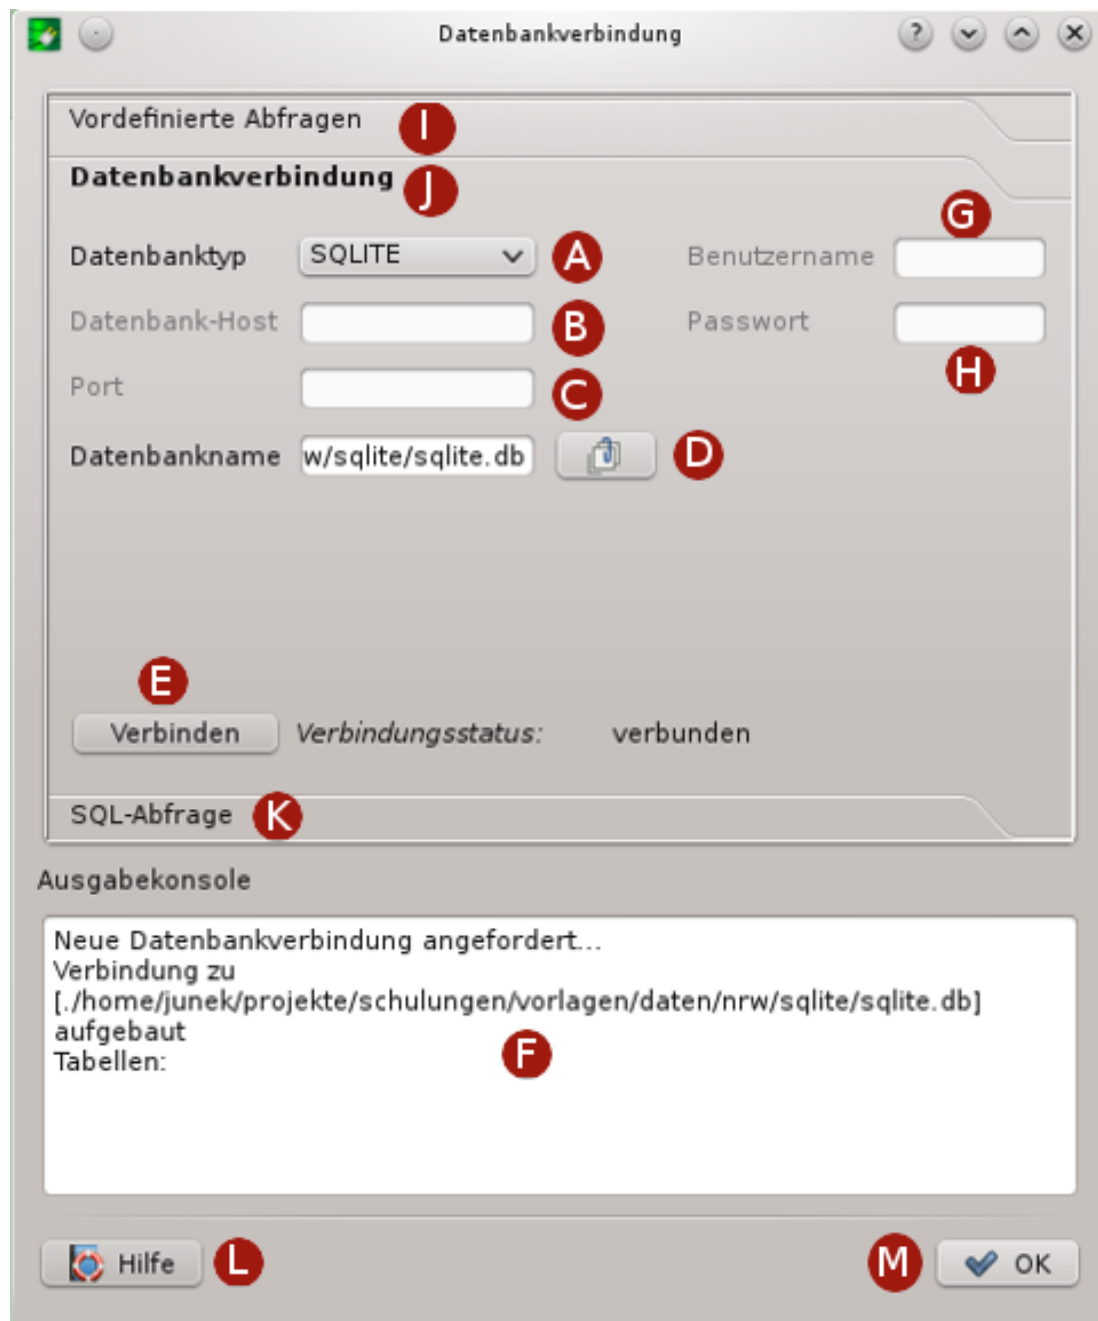 Datenbankverbindung
?
Vordefinierte Abfragen I
Datenbankverbindung J
G
Datenbanktyp SQLITE A Benutzername
Datenbank-Host B Passwort
H
Port C
Datenbankname w/sqlite/sqlite.db D
E
Verbinden Verbindungsstatus: verbunden
SQL-Abfrage K
Ausgabekonsole
Neue Datenbankverbindung angefordert...
Verbindung zu
[./home/junek/projekte/schulungen/vorlagen/daten/nrw/sqlite/sqlite.db]
aufgebaut
Tabellen:
F
Hilfe L M OK